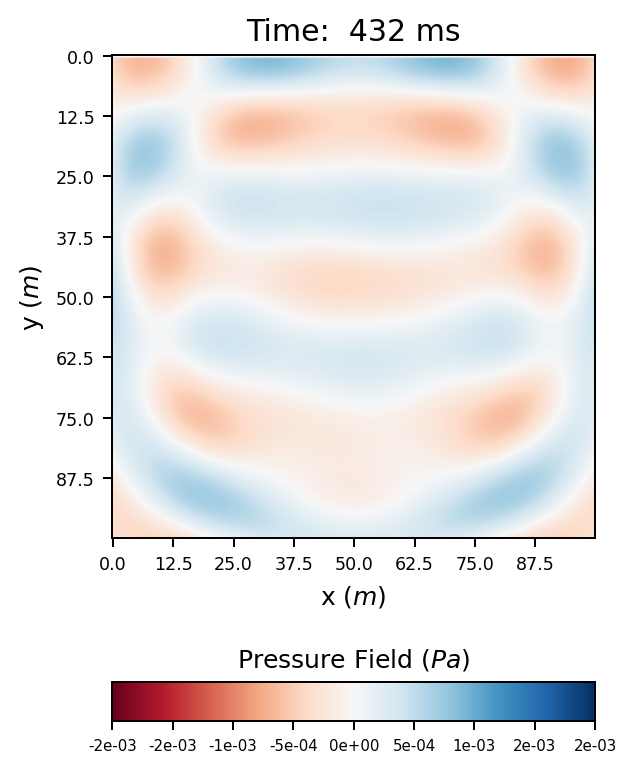 Time:  432 ms
0.0
12.5
25.0
37.5
50.0
62.5
75.0
87.5
y (m)
0.0 12.5 25.0 37.5 50.0 62.5 75.0 87.5
x (m)
Pressure Field (Pa)
-2e-03 -2e-03 -1e-03 -5e-04 0e+00 5e-04 1e-03 2e-03 2e-03